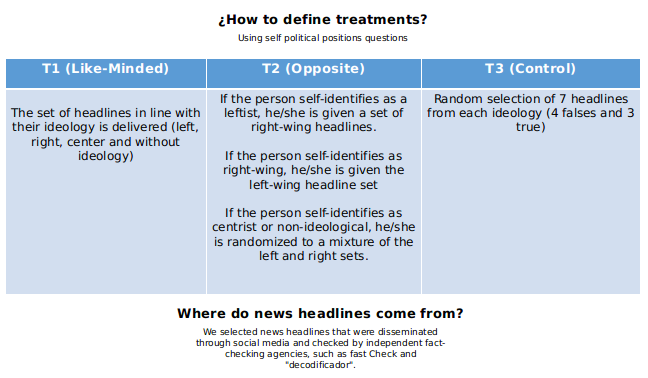 ¿How to define treatments?
Using self political positions questions
T1 (Like-Minded)
T2 (Opposite)
T3 (Control)
The set of headlines in line with
their ideology is delivered (left,
right, center and without
ideology)
If the person self-identifies as a
leftist, he/she is given a set of
right-wing headlines.
If the person self-identifies as
right-wing, he/she is given the
left-wing headline set
If the person self-identifies as
centrist or non-ideological, he/she
is randomized to a mixture of the
left and right sets.
Random selection of 7 headlines
from each ideology (4 falses and 3
true)
Where do news headlines come from?
We selected news headlines that were disseminated
through social media and checked by independent fact-
checking agencies, such as fast Check and
"decodificador".